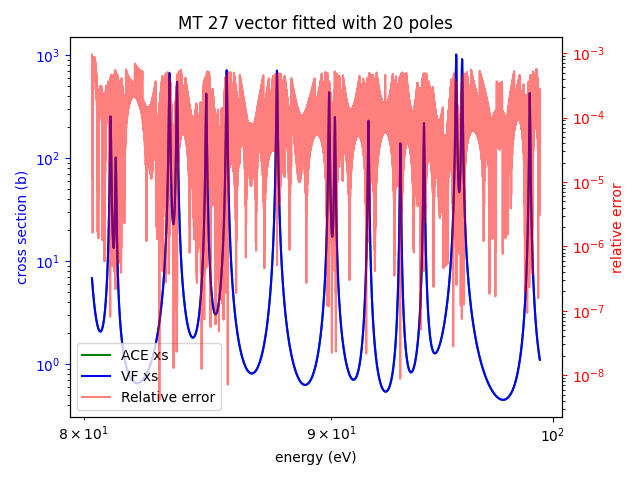 MT 27 vector fitted with 20 poles
cross section (b)
10³
10²
10¹
10⁰
10⁻³
10⁻⁴
10⁻⁵
10⁻⁶
10⁻⁷
10⁻⁸
relative error
ACE xs
VF xs
Relative error
8 × 10¹
9 × 10¹
10²
energy (eV)